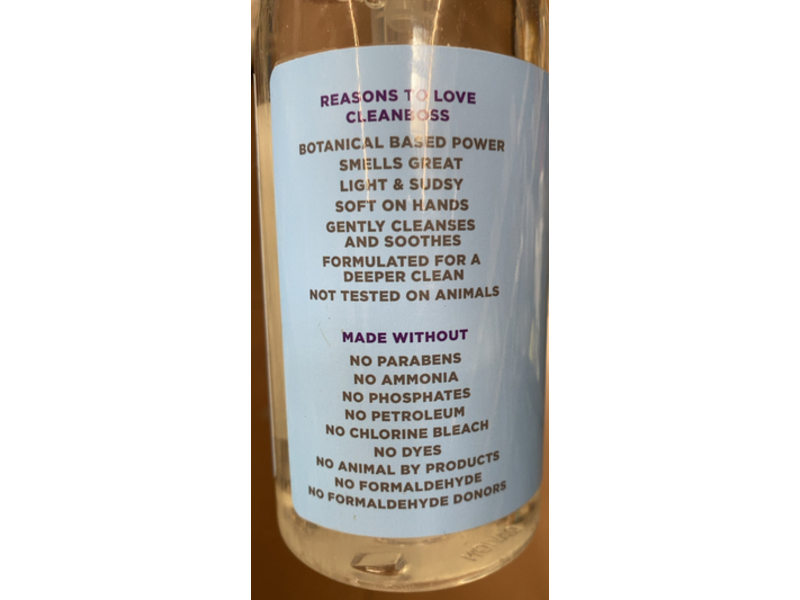 REASONS TO LOVE
CLEANBOSS
BOTANICAL BASED POWER
SMELLS GREAT
LIGHT & SUDSY
SOFT ON HANDS
GENTLY CLEANSES
AND SOOTHES
FORMULATED FOR A
DEEPER CLEAN
NOT TESTED ON ANIMALS
MADE WITHOUT
NO PARABENS
NO AMMONIA
NO PHOSPHATES
NO PETROLEUM
NO CHLORINE BLEACH
NO DYES
NO ANIMAL BY PRODUCTS
NO FORMALDEHYDE
NO FORMALDEHYDE DONORS